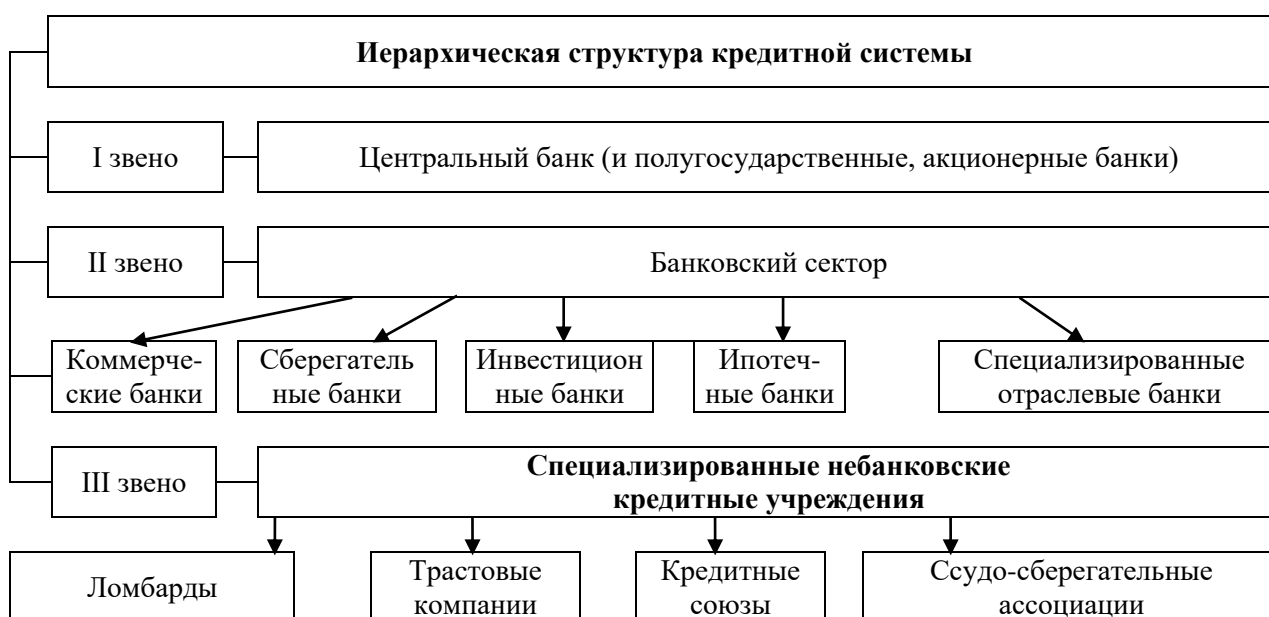 Иерархическая структура кредитной системы
I звено
Центральный банк (и полугосударственные, акционерные банки)
II звено
Банковский сектор
Коммерче-
ские банки
Сберегатель
ные банки
Инвестицион
ные банки
Ипотеч-
ные банки
Специализированные
отраслевые банки
III звено
Специализированные небанковские
кредитные учреждения
Ломбарды
Трастовые
компании
Кредитные
союзы
Ссудо-сберегательные
ассоциации